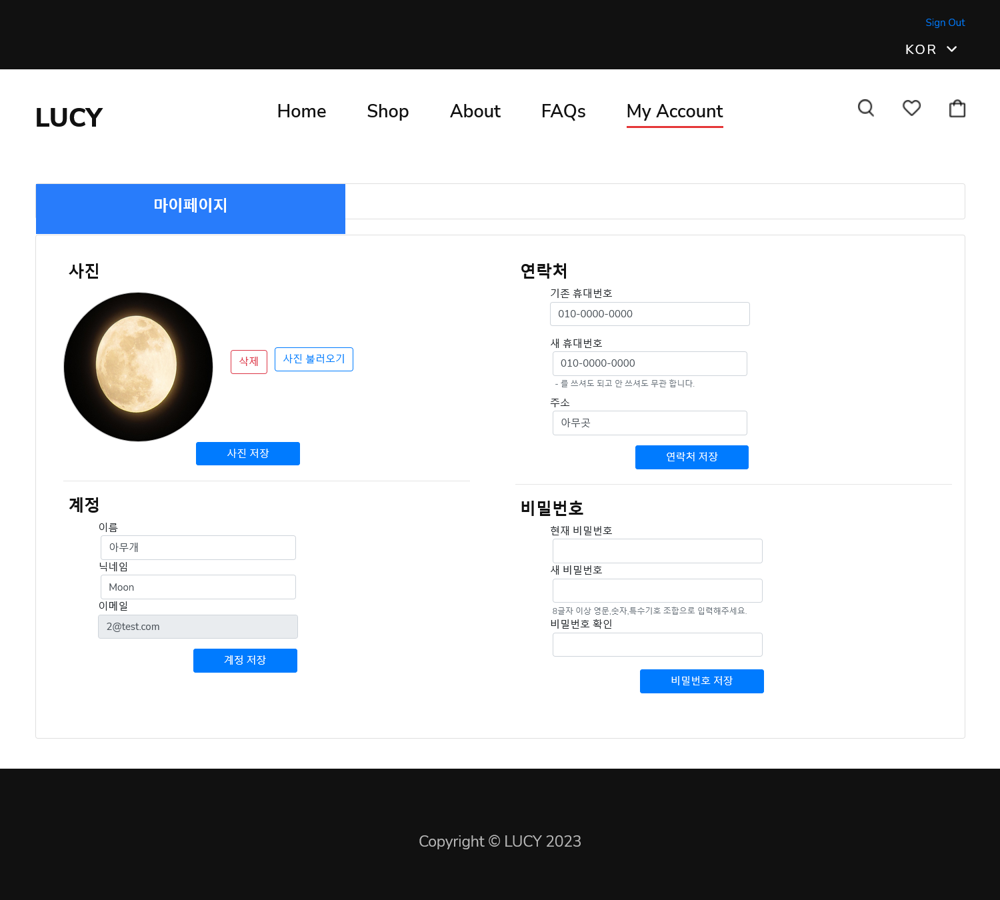 Sign Out
KOR
LUCY
Home Shop About FAQs My Account
마이페이지
사진
삭제 사진 불러오기
사진 저장
계정
이름
아무개
닉네임
Moon
이메일
2@test.com
계정 저장
연락처
기존 휴대번호
010-0000-0000
새 휴대번호
010-0000-0000
- 를 쓰셔도 되고 안 쓰셔도 무관 합니다.
주소
아무곳
연락처 저장
비밀번호
현재 비밀번호
새 비밀번호
8글자 이상 영문,숫자,특수기호 조합으로 입력해주세요.
비밀번호 확인
비밀번호 저장
Copyright © LUCY 2023